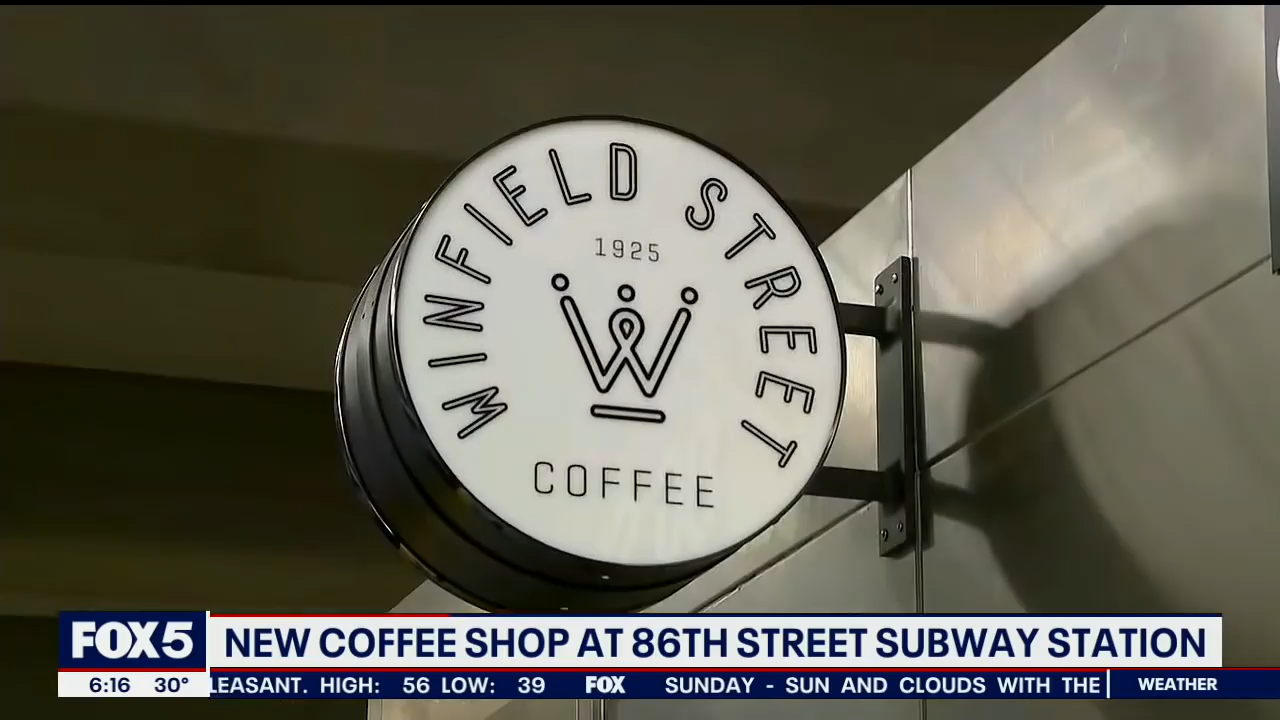 WINFIELD STREET
1925
W
COFFEE
FOX5 NEW COFFEE SHOP AT 86TH STREET SUBWAY STATION
6:16 30° LEASANT. HIGH: 56 LOW: 39 FOX SUNDAY - SUN AND CLOUDS WITH THE WEATHER